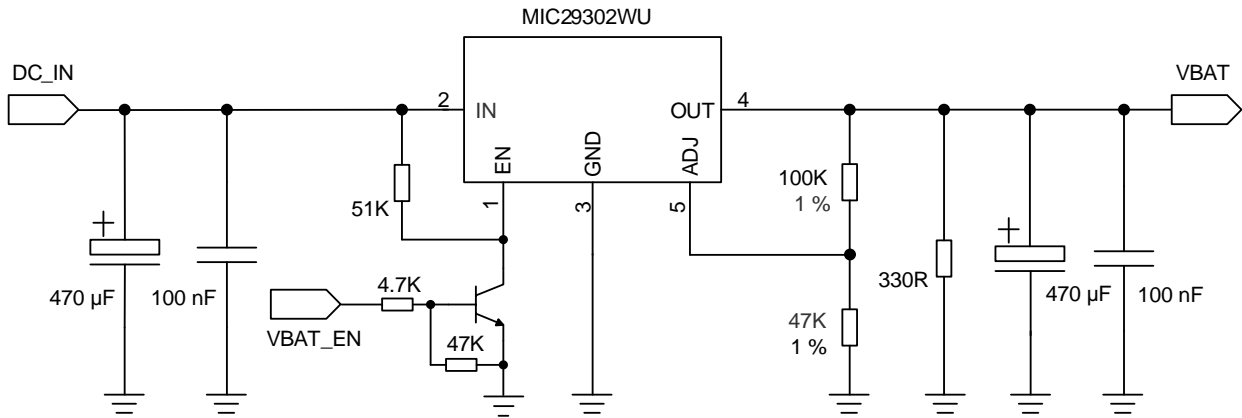 MIC29302WU
DC_IN
VBAT
2
IN
OUT
4
EN
GND
ADJ
1
3
5
51K
100K
1 %
+
470 µF
100 nF
4.7K
VBAT_EN
47K
47K
1 %
330R
+
470 µF
100 nF